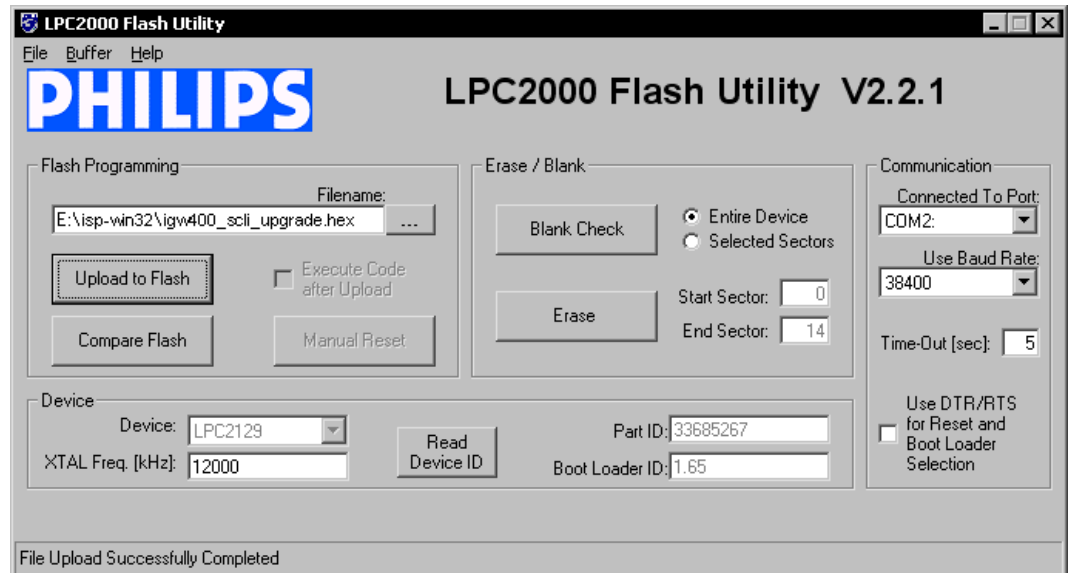 LPC2000 Flash Utility
File Buffer Help
PHILIPS
LPC2000 Flash Utility V2.2.1
Flash Programming
Filename:
E:\isp-win32\igw400_scli_upgrade.hex
...
Upload to Flash
Execute Code
after Upload
Compare Flash
Manual Reset
Erase / Blank
Blank Check
Entire Device
Selected Sectors
Erase
Start Sector: 0
End Sector: 14
Communication
Connected To Port:
COM2:
Use Baud Rate:
38400
Time-Out [sec]: 5
Use DTR/RTS
for Reset and
Boot Loader
Selection
Device
Device: LPC2129
XTAL Freq. [kHz]: 12000
Read
Device ID
Part ID: 33685267
Boot Loader ID: 1.65
File Upload Successfully Completed